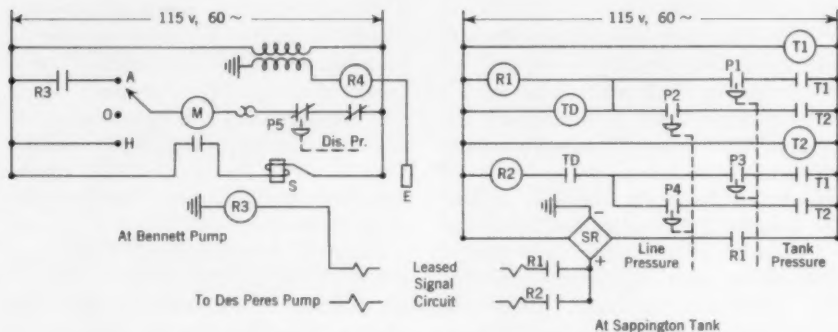 115 v, 60 ~
115 v, 60 ~
T1
R3
A
R4
R1
P1
T1
O
M
P5
Dis. Pr.
TD
P2
T2
H
T2
S
E
R2
TD
P3
T1
P4
T2
R3
At Bennett Pump
SR
Line
Pressure
R1
Tank
Pressure
- 
+
Leased
Signal
Circuit
R1
R2
To Des Peres Pump
At Sappington Tank